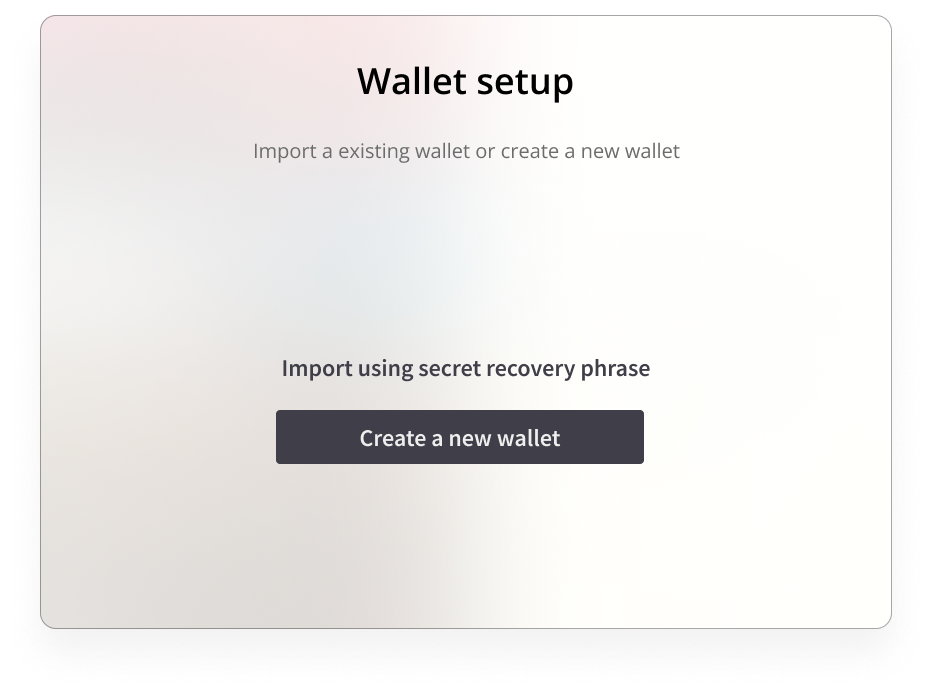 Wallet setup
Import a existing wallet or create a new wallet
Import using secret recovery phrase
Create a new wallet